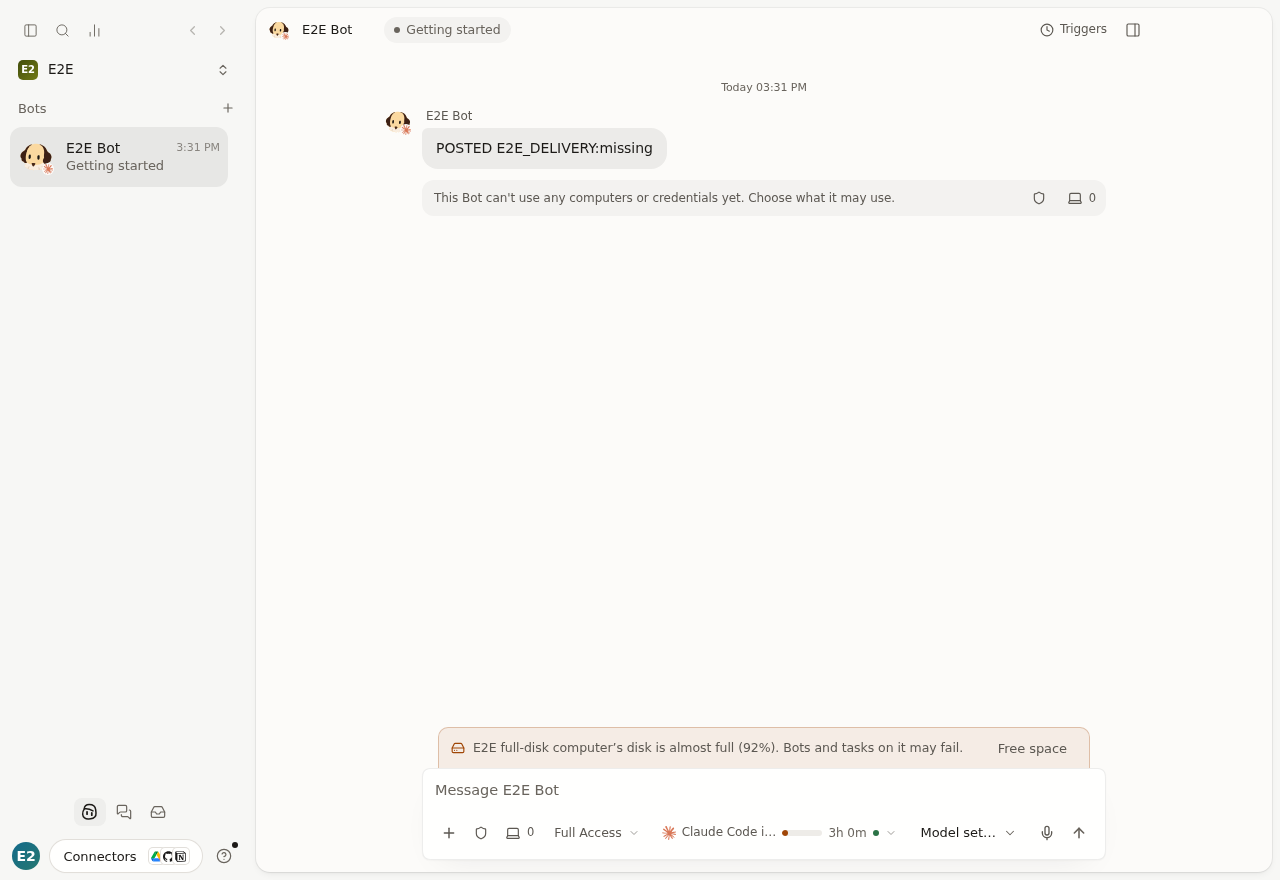 E2 E2E
Bots
E2E Bot 3:31 PM
Getting started
E2E Bot
Getting started
Triggers
Today 03:31 PM
E2E Bot
POSTED E2E_DELIVERY:missing
This Bot can't use any computers or credentials yet. Choose what it may use. 0
E2E full-disk computer’s disk is almost full (92%). Bots and tasks on it may fail. Free space
Message E2E Bot
0 Full Access Claude Code i... 3h 0m Model set...
E2 Connectors